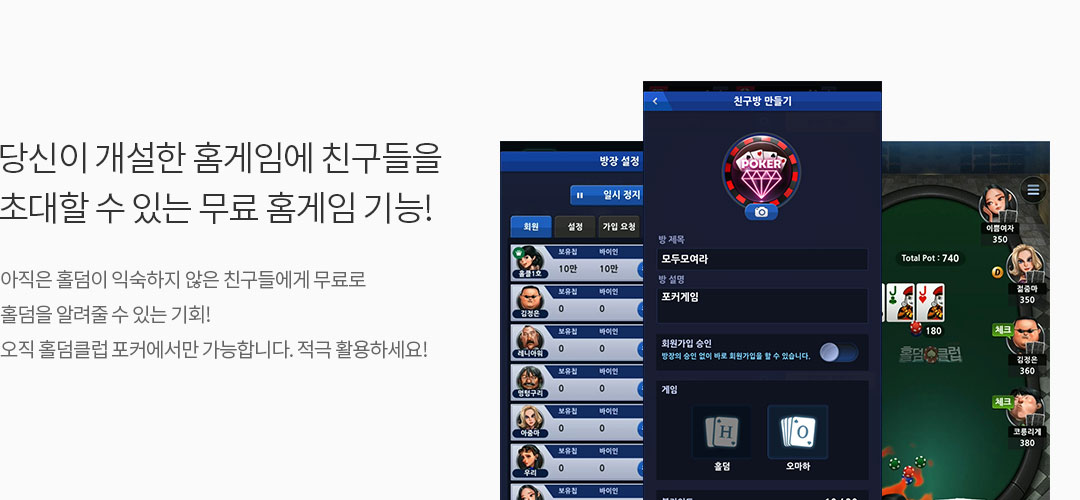 당신이 개설한 홈게임에 친구들을
초대할 수 있는 무료 홈게임 기능!
아직은 홀덤이 익숙하지 않은 친구들에게 무료로
홀덤을 알려줄 수 있는 기회!
오직 홀덤클럽 포커에서만 가능합니다. 적극 활용하세요!
방장 설정
일시 정지
회원 설정 가입 요청
보유칩 바이인
홀클1호 10만 10만
보유칩 바이인
김정은 0 0
보유칩 바이인
레니아워 0 0
보유칩 바이인
멍텅구리 0 0
보유칩 바이인
아줌마 0 0
보유칩 바이인
우리 0 0
보유칩 바이인
친구방 만들기
POKER
방 제목
모두모여라
방 설명
포커게임
회원가입 승인
방장의 승인 없이 바로 회원가입을 할 수 있습니다.
게임
H O
홀덤 오마하
이쁨여자
350
Total Pot : 740
D
젊줌마
350
J J
180
체크
홀덤 클럽
김정은
360
체크
코풍리게
380